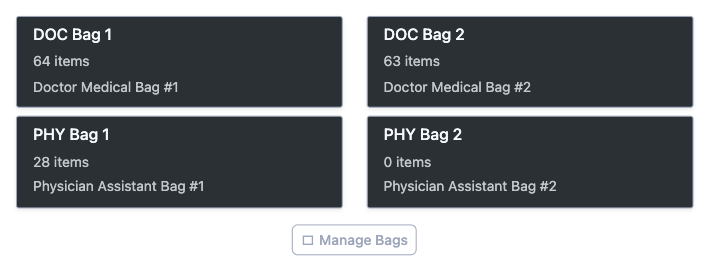 DOC Bag 1
64 items
Doctor Medical Bag #1
DOC Bag 2
63 items
Doctor Medical Bag #2
PHY Bag 1
28 items
Physician Assistant Bag #1
PHY Bag 2
0 items
Physician Assistant Bag #2
Manage Bags